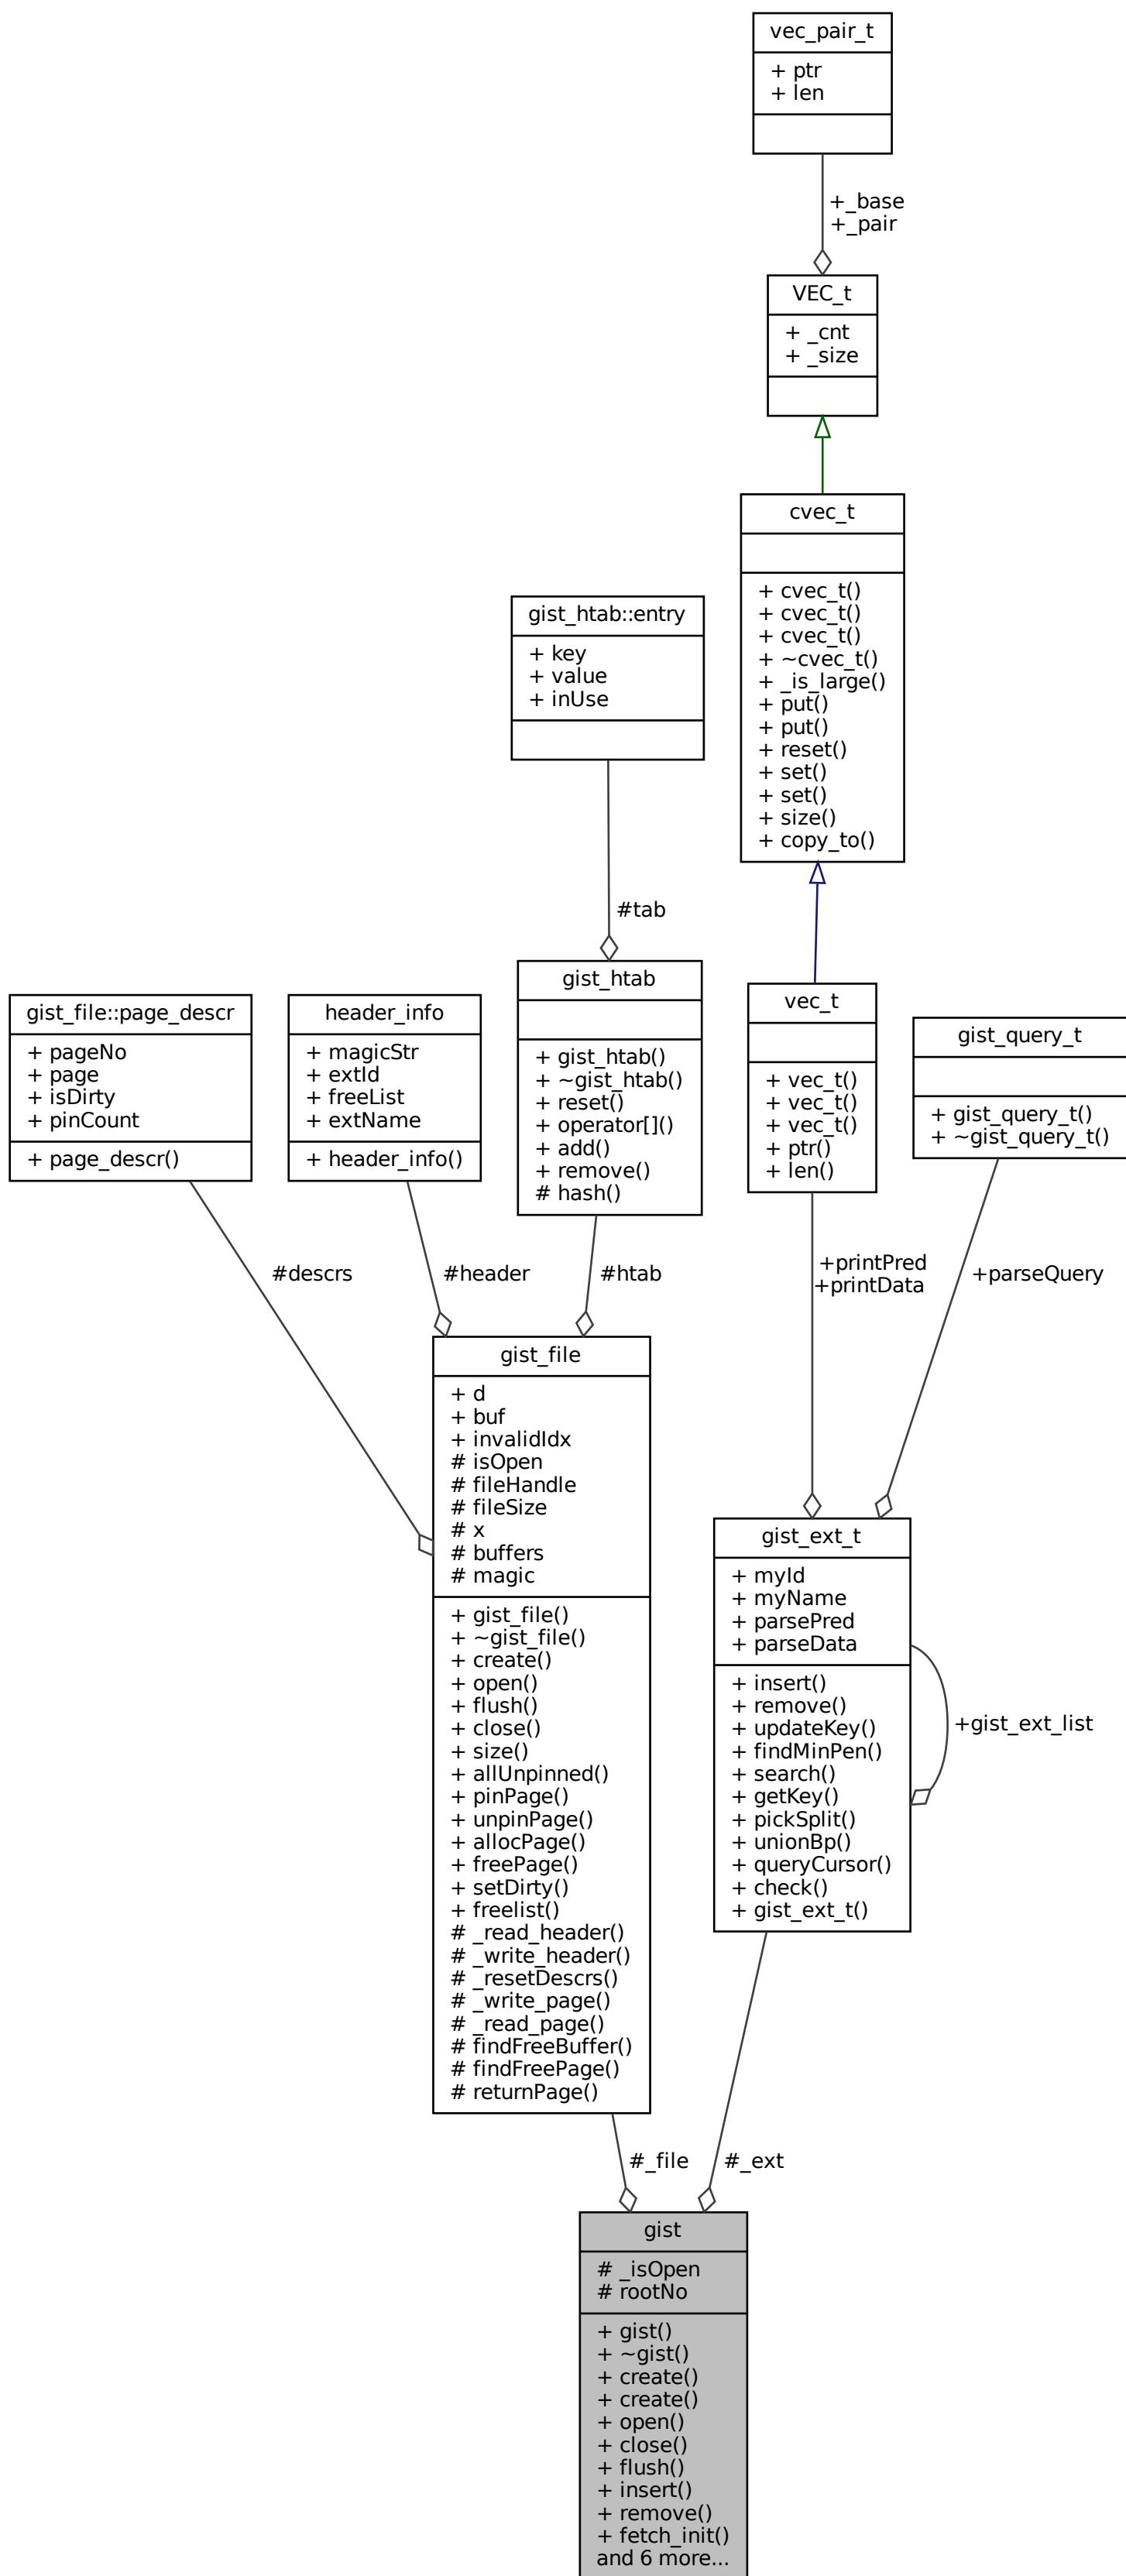 vec_pair_t
+ ptr
+ len
+_base
+_pair
VEC_t
+ _cnt
+ _size
cvec_t
+ cvec_t()
+ cvec_t()
+ cvec_t()
+ ~cvec_t()
+ _is_large()
+ put()
+ put()
+ reset()
+ set()
+ set()
+ size()
+ copy_to()
gist_htab::entry
+ key
+ value
+ inUse
#tab
gist_file::page_descr
+ pageNo
+ page
+ isDirty
+ pinCount
+ page_descr()
header_info
+ magicStr
+ extId
+ freeList
+ extName
+ header_info()
gist_htab
+ gist_htab()
+ ~gist_htab()
+ reset()
+ operator[]()
+ add()
+ remove()
# hash()
vec_t
+ vec_t()
+ vec_t()
+ vec_t()
+ ptr()
+ len()
gist_query_t
+ gist_query_t()
+ ~gist_query_t()
#descrs
#header
#htab
+printPred
+printData
+parseQuery
gist_file
+ d
+ buf
+ invalidIdx
# isOpen
# fileHandle
# fileSize
# x
# buffers
# magic
+ gist_file()
+ ~gist_file()
+ create()
+ open()
+ flush()
+ close()
+ size()
+ allUnpinned()
+ pinPage()
+ unpinPage()
+ allocPage()
+ freePage()
+ setDirty()
+ freelist()
# _read_header()
# _write_header()
# _resetDescrs()
# _write_page()
# _read_page()
# findFreeBuffer()
# findFreePage()
# returnPage()
gist_ext_t
+ myId
+ myName
+ parsePred
+ parseData
+ insert()
+ remove()
+ updateKey()
+ findMinPen()
+ search()
+ getKey()
+ pickSplit()
+ unionBp()
+ queryCursor()
+ check()
+ gist_ext_t()
+gist_ext_list
#_file
#_ext
gist
# _isOpen
# rootNo
+ gist()
+ ~gist()
+ create()
+ create()
+ open()
+ close()
+ flush()
+ insert()
+ remove()
+ fetch_init()
and 6 more...